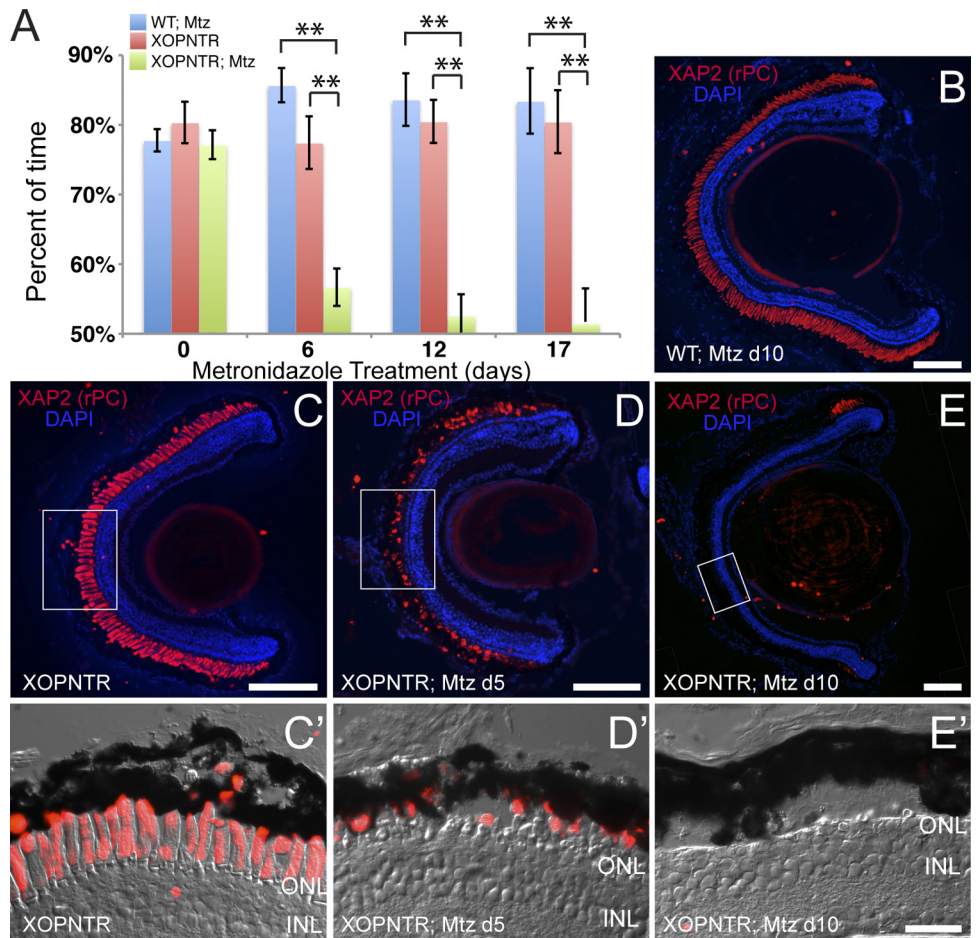 A
WT; Mtz
XOPNTR
XOPNTR; Mtz
**
**
**
**
**
**
90%
80%
70%
60%
50%
Percent of time
0 6 12 17
Metronidazole Treatment (days)
XAP2 (rPC)
DAPI
B
WT; Mtz d10
XAP2 (rPC)
DAPI
C
XOPNTR
XAP2 (rPC)
DAPI
D
XOPNTR; Mtz d5
XAP2 (rPC)
DAPI
E
XOPNTR; Mtz d10
C'
ONL
INL
XOPNTR
D'
ONL
INL
XOPNTR; Mtz d5
E'
ONL
INL
XOPNTR; Mtz d10